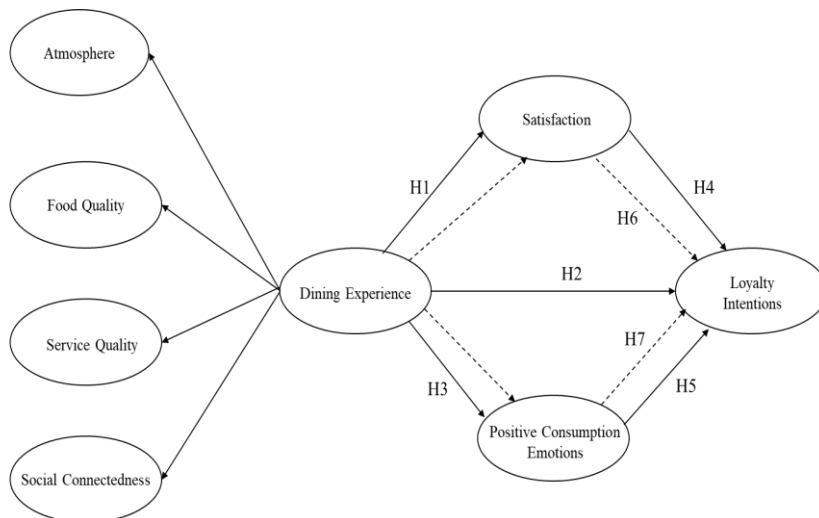 Atmosphere
Food Quality
Service Quality
Social Connectedness
Dining Experience
Satisfaction
Positive Consumption
Emotions
Loyalty
Intentions
H1
H2
H3
H4
H5
H6
H7